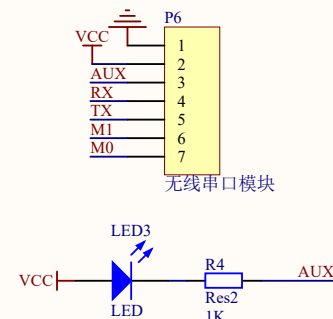 P6
VCC
1
2
AUX 3
RX 4
TX 5
M1 6
M0 7
无线串口模块
LED3
VCC R4 AUX
LED Res2
1K